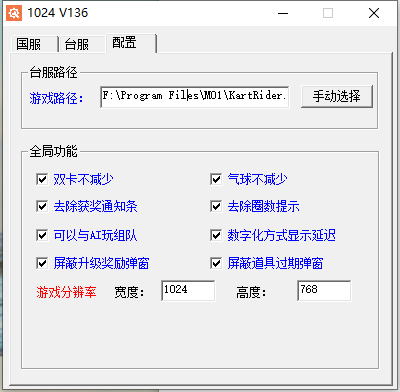 1024 V136
国服 台服 配置
台服路径
游戏路径： F:\Program Files\M01\KartRider. 手动选择
全局功能
双卡不减少 气球不减少
去除获奖通知条 去除圈数提示
可以与AI玩组队 数字化方式显示延迟
屏蔽升级奖励弹窗 屏蔽道具过期弹窗
游戏分辨率 宽度： 1024 高度： 768